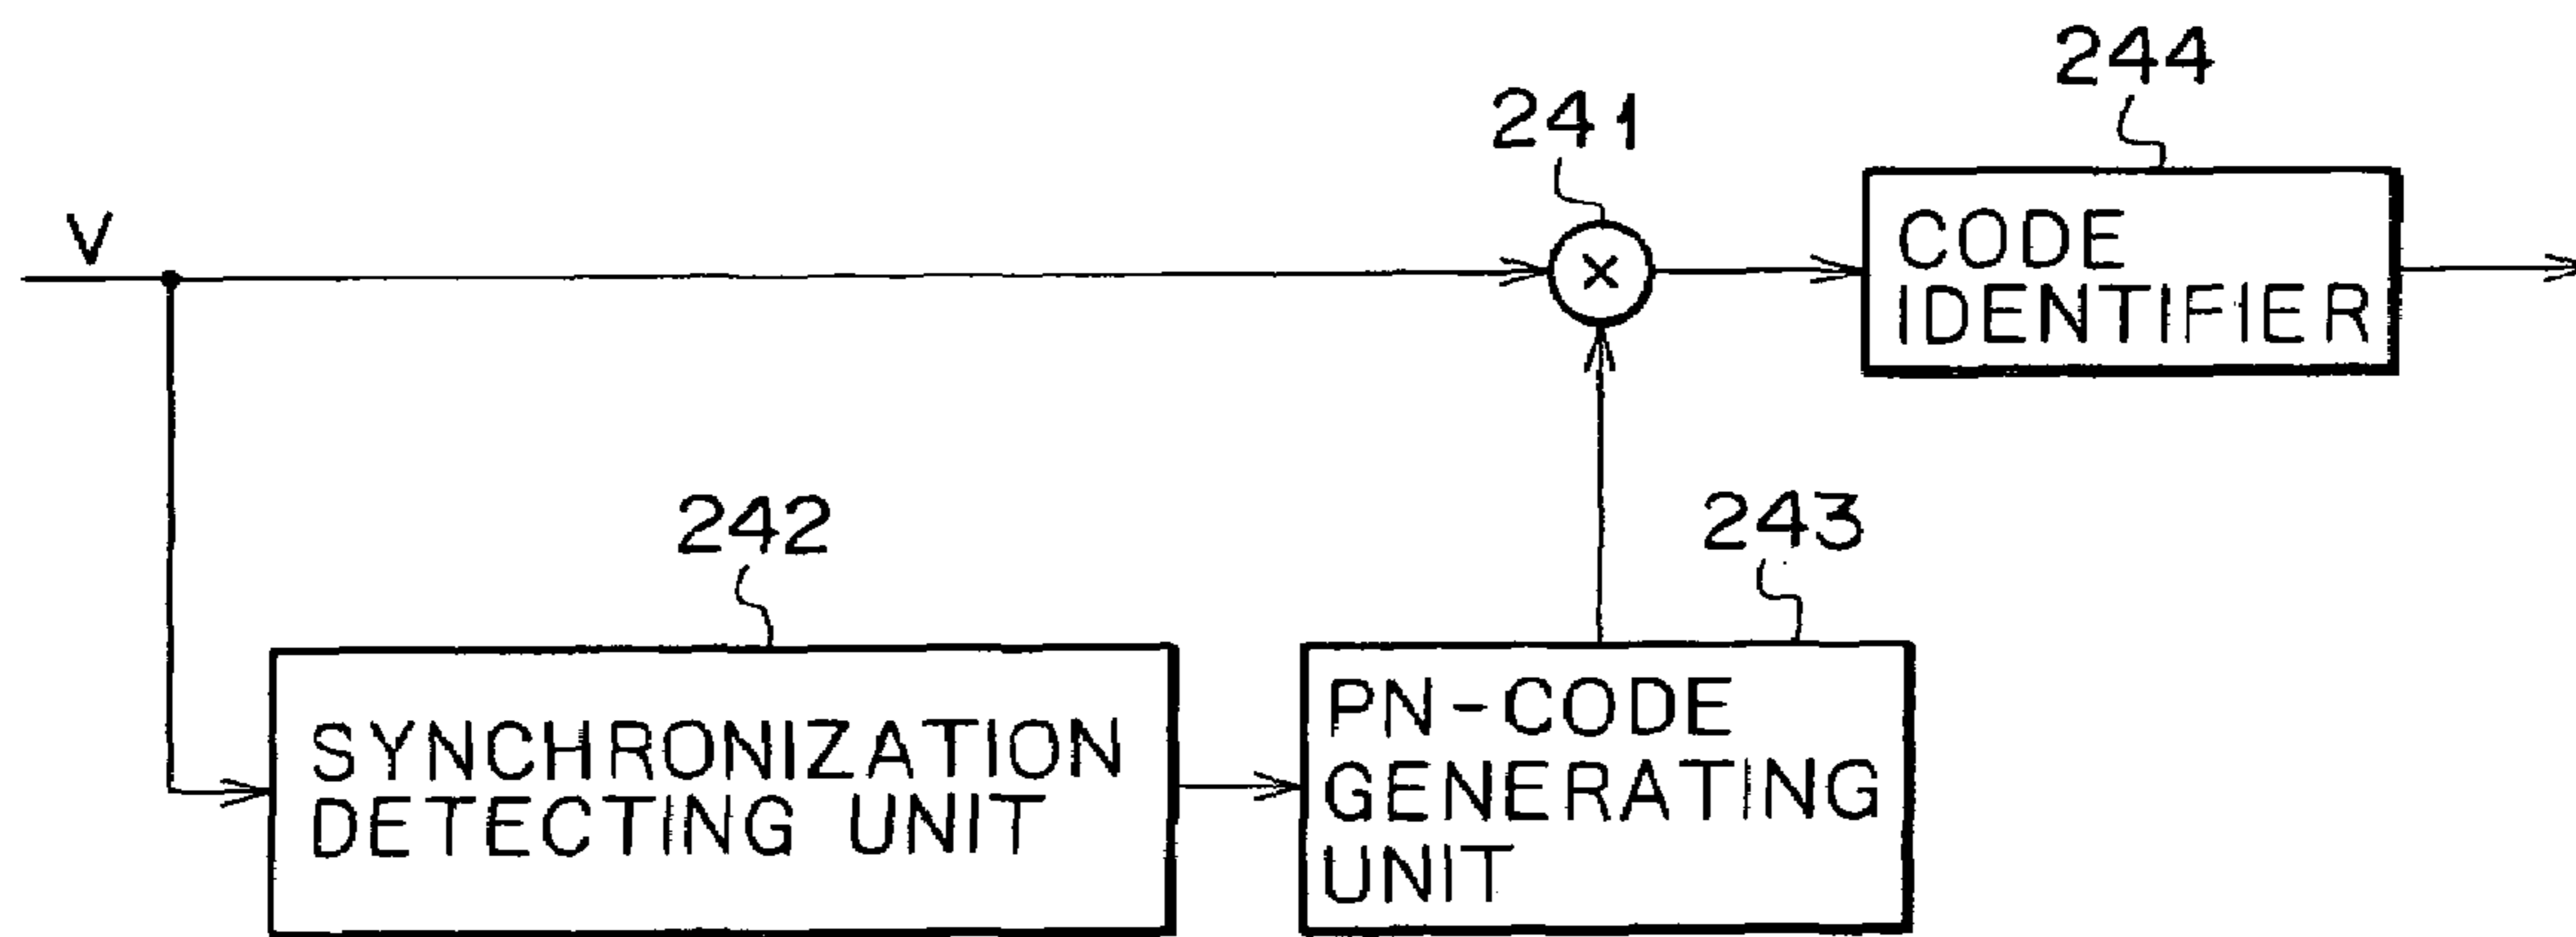 244
241
V
CODE
IDENTIFIER
242
243
SYNCHRONIZATION
DETECTING UNIT
PN-CODE
GENERATING
UNIT